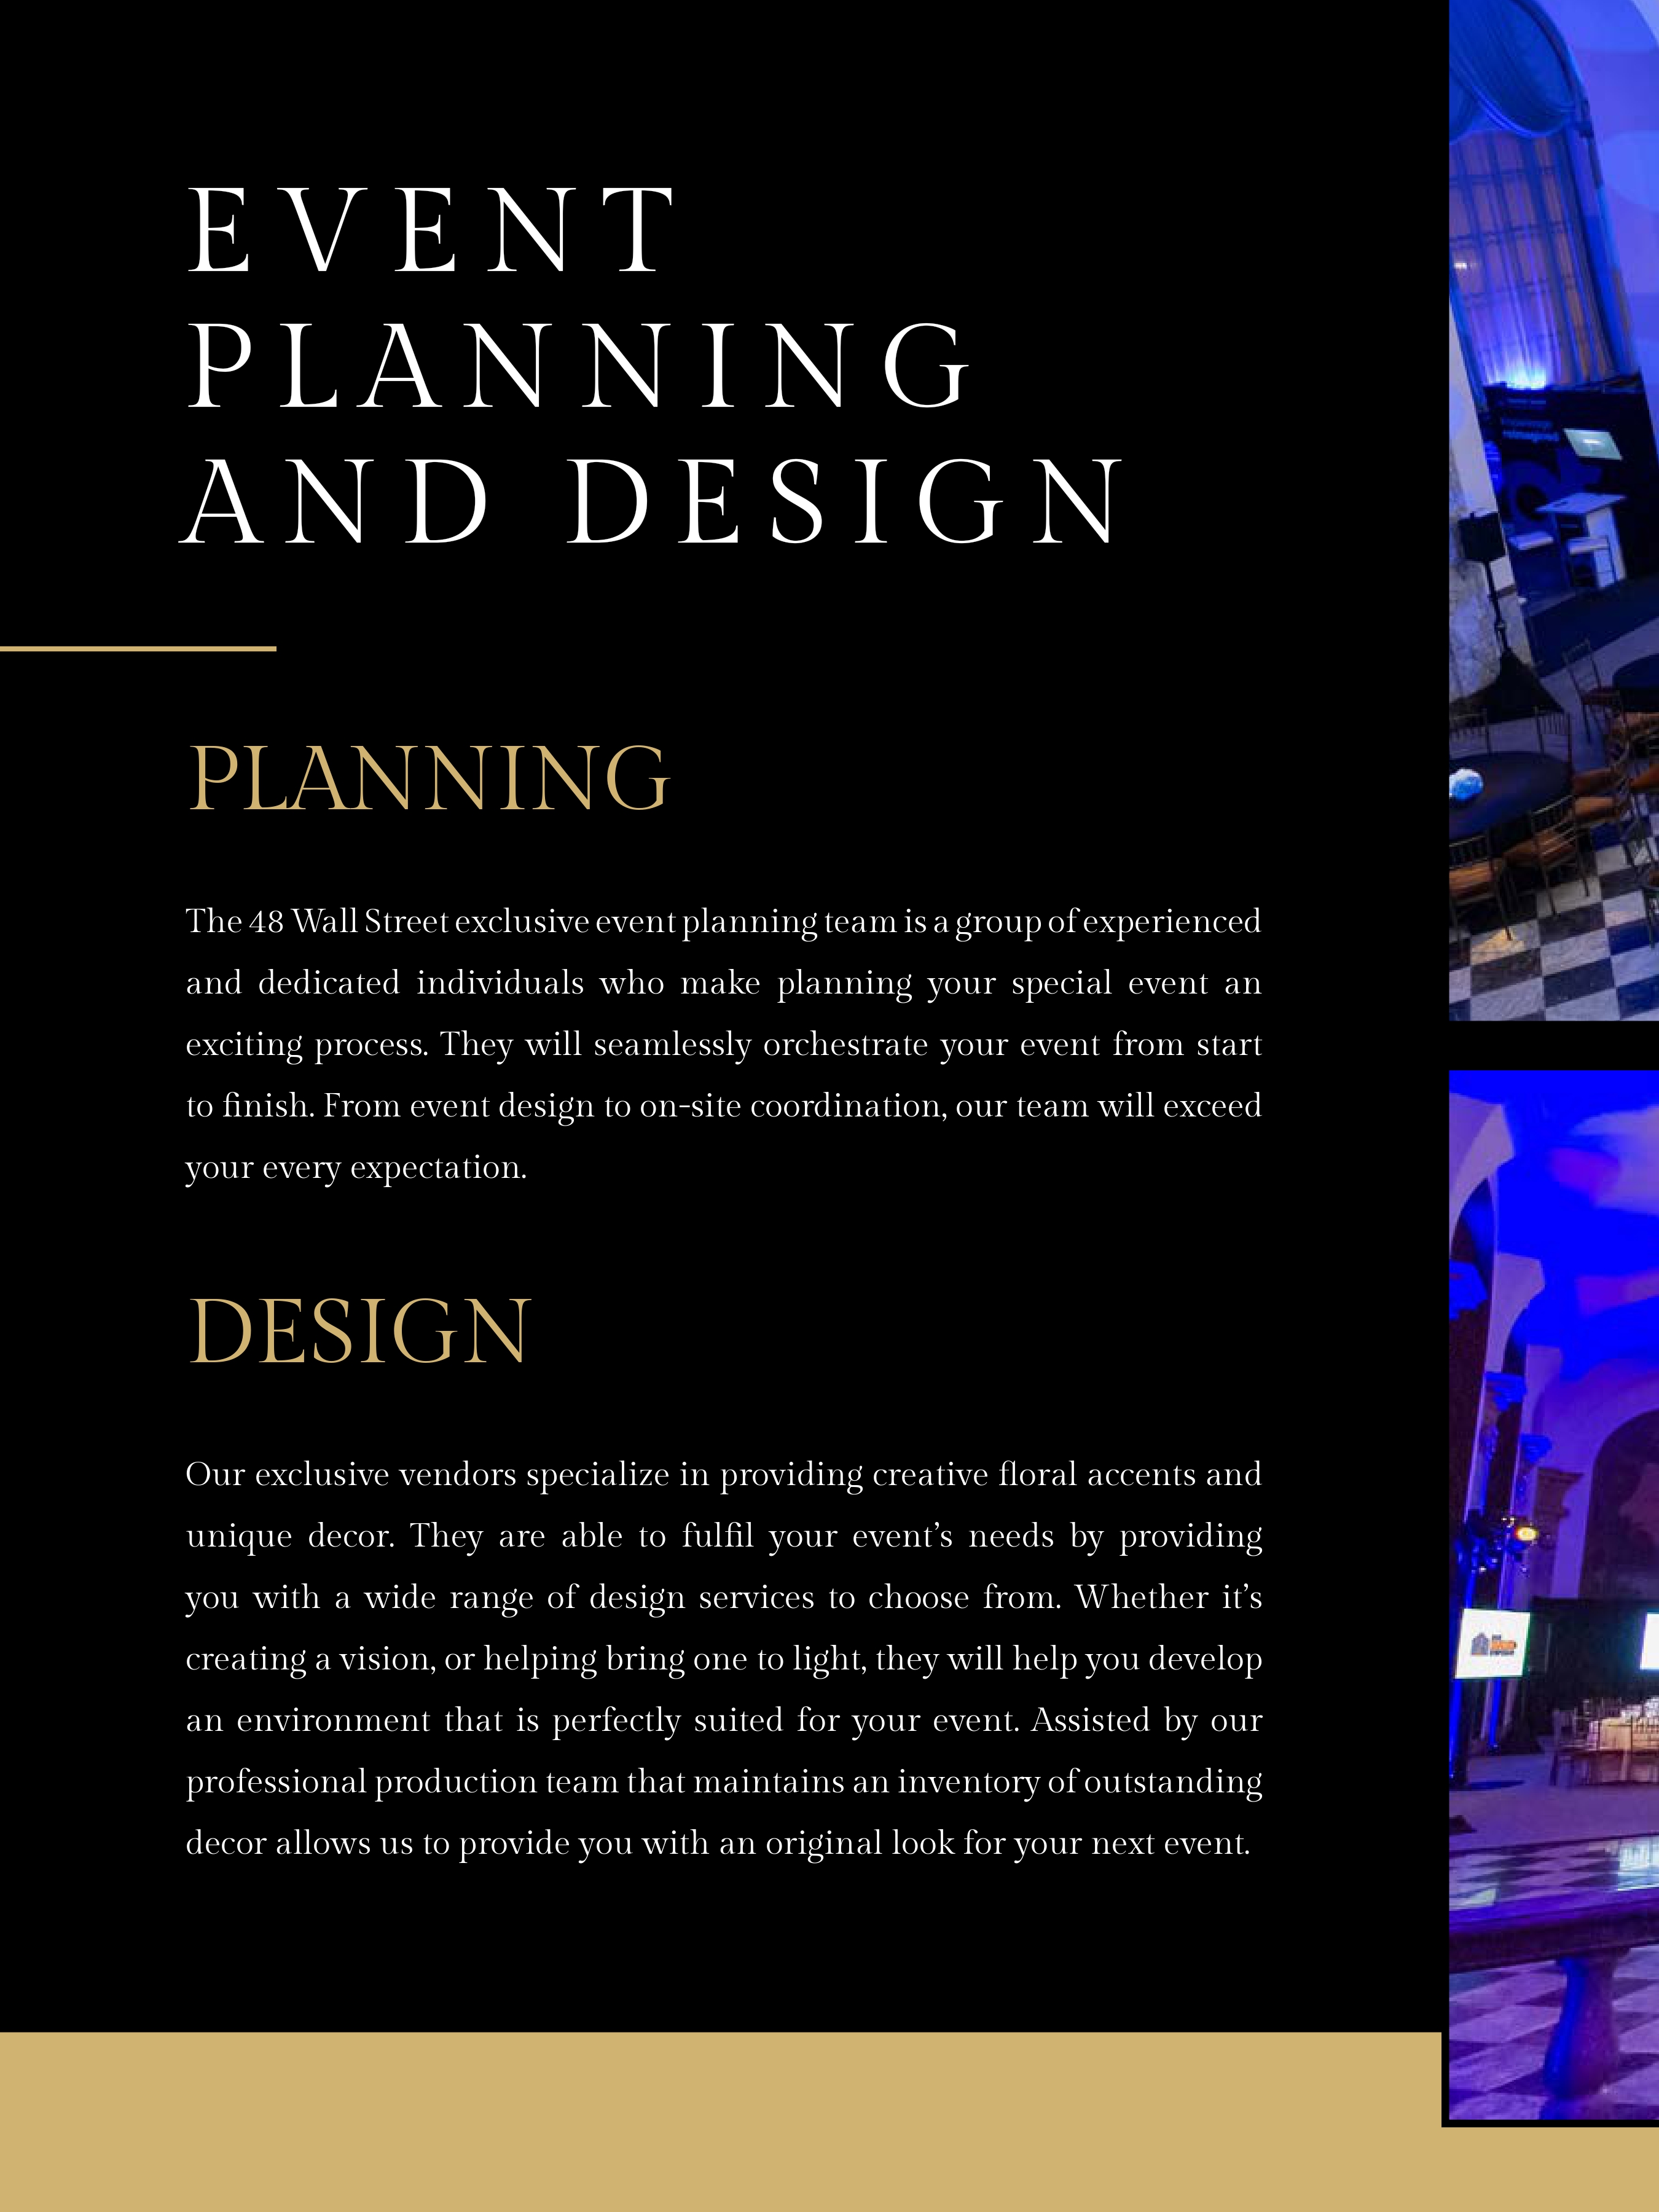 EVENT
PLANNING
AND DESIGN
PLANNING
The 48 Wall Street exclusive event planning team is a group of experienced
and dedicated individuals who make planning your special event an
exciting process. They will seamlessly orchestrate your event from start
to finish. From event design to on-site coordination, our team will exceed
your every expectation.
DESIGN
Our exclusive vendors specialize in providing creative floral accents and
unique decor. They are able to fulfil your event’s needs by providing
you with a wide range of design services to choose from. Whether it’s
creating a vision, or helping bring one to light, they will help you develop
an environment that is perfectly suited for your event. Assisted by our
professional production team that maintains an inventory of outstanding
decor allows us to provide you with an original look for your next event.